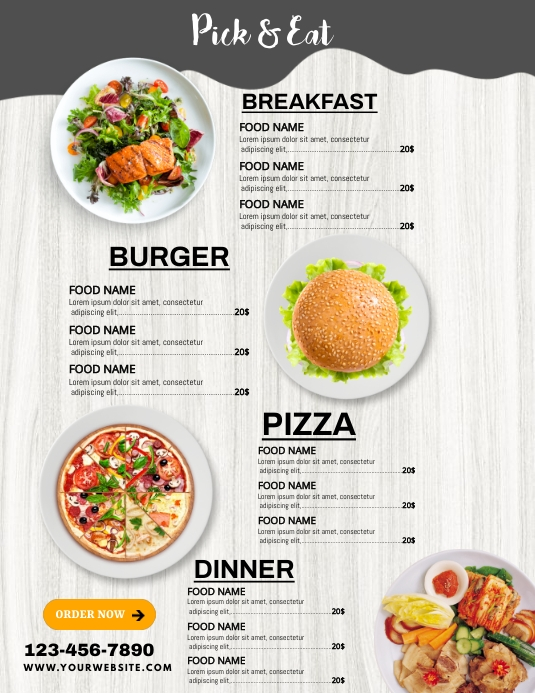 Pick & Eat
BREAKFAST
FOOD NAME
Lorem ipsum dolor sit amet, consectetur
adipiscing elit,..................................................20$
FOOD NAME
Lorem ipsum dolor sit amet, consectetur
adipiscing elit,..................................................20$
FOOD NAME
Lorem ipsum dolor sit amet, consectetur
adipiscing elit,..................................................20$
BURGER
FOOD NAME
Lorem ipsum dolor sit amet, consectetur
adipiscing elit,..................................................20$
FOOD NAME
Lorem ipsum dolor sit amet, consectetur
adipiscing elit,..................................................20$
FOOD NAME
Lorem ipsum dolor sit amet, consectetur
adipiscing elit,..................................................20$
PIZZA
FOOD NAME
Lorem ipsum dolor sit amet, consectetur
adipiscing elit,..................................................20$
FOOD NAME
Lorem ipsum dolor sit amet, consectetur
adipiscing elit,..................................................20$
FOOD NAME
Lorem ipsum dolor sit amet, consectetur
adipiscing elit,..................................................20$
DINNER
FOOD NAME
Lorem ipsum dolor sit amet, consectetur
adipiscing elit,..................................................20$
FOOD NAME
Lorem ipsum dolor sit amet, consectetur
adipiscing elit,..................................................20$
FOOD NAME
Lorem ipsum dolor sit amet, consectetur
adipiscing elit,..................................................20$
ORDER NOW
123-456-7890
WWW.YOURWEBSITE.COM